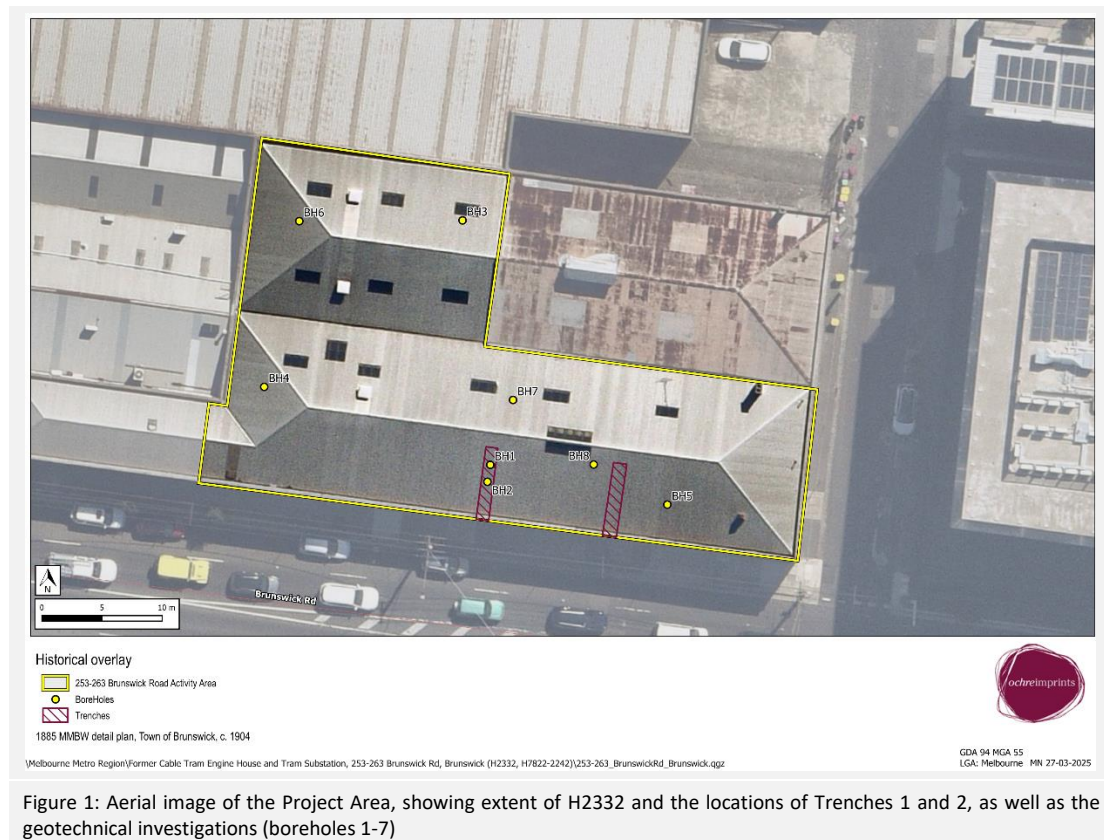 BH6
BH3
BH4
BH7
BH1
BH8
BH2
BH5
N
Brunswick Rd
0 5 10 m
Historical overlay
253-263 Brunswick Road Activity Area
BoreHoles
Trenches
1885 MMBW detail plan, Town of Brunswick, c. 1904
ochreimprints
\Melbourne Metro Region\Former Cable Tram Engine House and Tram Substation, 253-263 Brunswick Rd, Brunswick (H2332, H7822-2242)\253-263_BrunswickRd_Brunswick.qgz
GDA 94 MGA 55
LGA: Melbourne MN 27-03-2025
Figure 1: Aerial image of the Project Area, showing extent of H2332 and the locations of Trenches 1 and 2, as well as the
geotechnical investigations (boreholes 1-7)